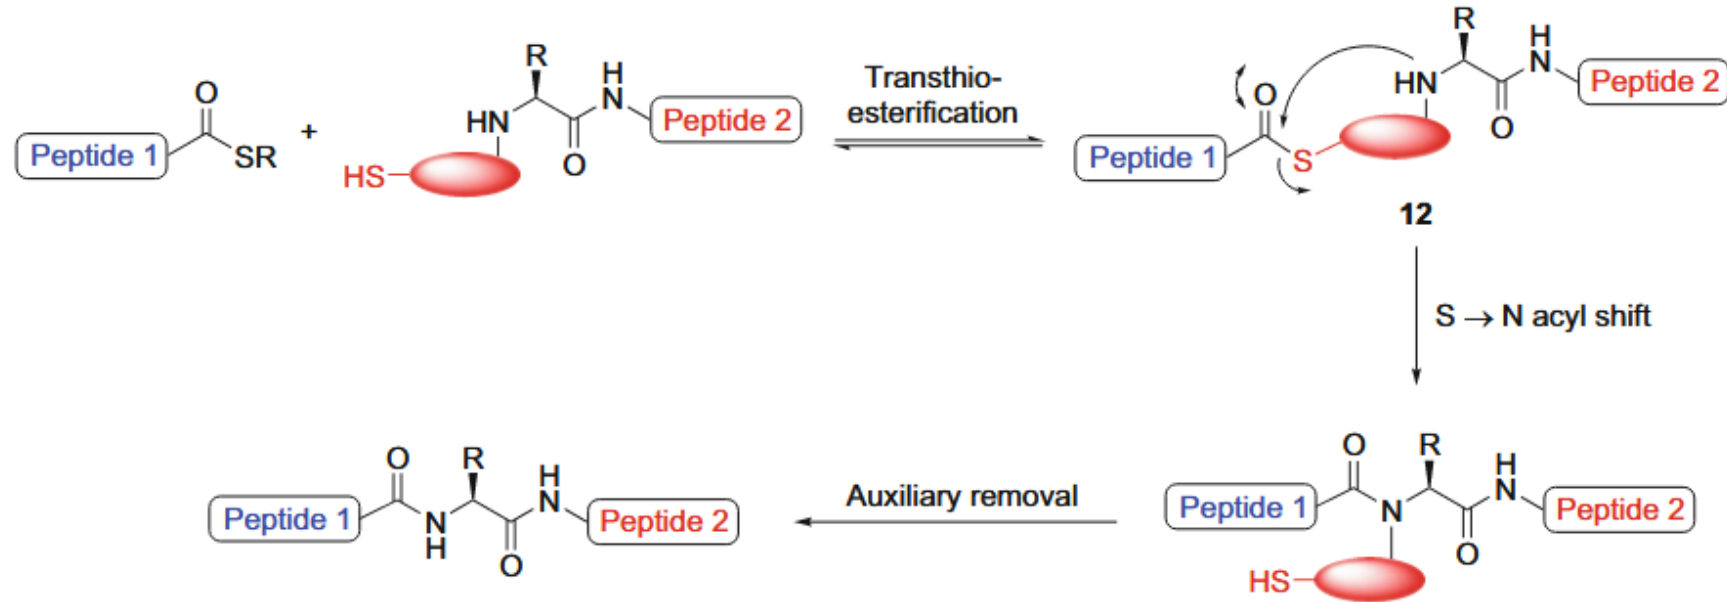 O
Peptide 1
SR
+
R
HN
O
H
N
Peptide 2
HS
Transthio-
esterification
O
Peptide 1
S
R
HN
O
H
N
Peptide 2
12
S → N acyl shift
O
Peptide 1
N
R
O
H
N
Peptide 2
HS
Auxiliary removal
O
Peptide 1
N
H
R
O
H
N
Peptide 2